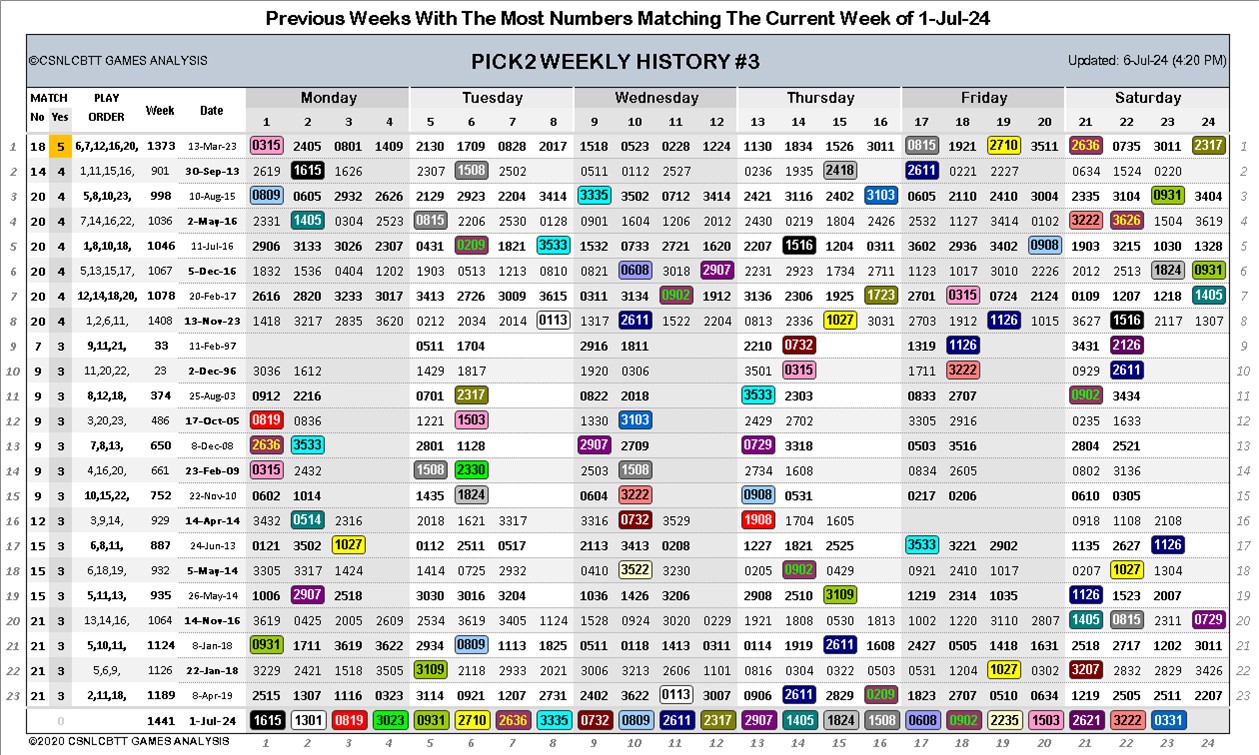 Previous Weeks With The Most Numbers Matching The Current Week of 1-Jul-24
©CSNLCBTT GAMES ANALYSIS PICK2 WEEKLY HISTORY #3 Updated: 6-Jul-24 (4:20 PM)
MATCH PLAY Week Date Monday Tuesday Wednesday Thursday Friday Saturday
No Yes ORDER 1 2 3 4 5 6 7 8 9 10 11 12 13 14 15 16 17 18 19 20 21 22 23 24
1 18 5 6,7,12,16,20, 1373 13-Mar-23 0315 2405 0801 1409 2130 1709 0828 2017 1518 0523 0228 1224 1130 1834 1526 3011 0815 1921 2710 3511 2636 0735 3011 2317 1
2 14 4 1,11,15,16, 901 30-Sep-13 2619 1615 1626 2307 1508 2502 0511 0112 2527 0236 1935 2418 2611 0221 2227 0634 1524 0220 2
3 20 4 5,8,10,23, 998 10-Aug-15 0809 0605 2932 2626 2129 2923 2204 3414 3335 3502 0712 3414 2421 3116 2402 3103 0605 2110 2410 3004 2335 3104 0931 3404 3
4 20 4 7,14,16,22, 1036 2-May-16 2331 1405 0304 2523 0815 2206 2530 0128 0901 1604 1206 2012 2430 0219 1804 2426 2532 1127 3414 0102 3222 3626 1504 3619 4
5 20 4 1,8,10,18, 1046 11-Jul-16 2906 3133 3026 2307 0431 0209 1821 3533 1532 0733 2721 1620 2207 1516 1204 0311 3602 2936 3402 0908 1903 3215 1030 1328 5
6 20 4 5,13,15,17, 1067 5-Dec-16 1832 1536 0404 1202 1903 0513 1213 0810 0821 0608 3018 2907 2231 2923 1734 2711 1123 1017 3010 2226 2012 2513 1824 0931 6
7 20 4 12,14,18,20, 1078 20-Feb-17 2616 2820 3233 3017 3413 2726 3009 3615 0311 3134 0902 1912 3136 2306 1925 1723 2701 0315 0724 2124 0109 1207 1218 1405 7
8 20 4 1,2,6,11, 1408 13-Nov-23 1418 3217 2835 3620 0212 2034 2014 0113 1317 2611 1522 2204 0813 2336 1027 3031 2703 1912 1126 1015 3627 1516 2117 1307 8
9 7 3 9,11,21, 33 11-Feb-97 0511 1704 2916 1811 2210 0732 1319 1126 3431 2126 9
10 9 3 11,20,22, 23 2-Dec-96 3036 1612 1429 1817 1920 0306 3501 0315 1711 3222 0929 2611 10
11 9 3 8,12,18, 374 25-Aug-03 0912 2216 0701 2317 0822 2018 3533 2303 0833 2707 0902 3434 11
12 9 3 3,20,23, 486 17-Oct-05 0819 0836 1221 1503 1330 3103 2429 2702 3305 2916 0235 1633 12
13 9 3 7,8,13, 650 8-Dec-08 2636 3533 2801 1128 2907 2709 0729 3318 0503 3516 2804 2521 13
14 9 3 4,16,20, 661 23-Feb-09 0315 2432 1508 2330 2503 1508 2734 1608 0834 2605 0802 3136 14
15 9 3 10,15,22, 752 22-Nov-10 0602 1014 1435 1824 0604 3222 0908 0531 0217 0206 0610 0305 15
16 12 3 3,9,14, 929 14-Apr-14 3432 0514 2316 2018 1621 3317 3316 0732 3529 1908 1704 1605 0918 1108 2108 16
17 15 3 6,8,11, 887 24-Jun-13 0121 3502 1027 0112 2511 0517 2113 3413 0208 1227 1821 2525 3533 3221 2902 1135 2627 1126 17
18 15 3 6,18,19, 932 5-May-14 3305 3317 1424 1414 0725 2932 0410 3522 3230 0205 0902 0429 0921 2410 1017 0207 1027 1304 18
19 15 3 5,11,13, 935 26-May-14 1006 2907 2518 3030 3016 3204 1036 1426 3206 2908 2510 3109 1219 2314 1035 1126 1523 2007 19
20 21 3 13,14,16, 1064 14-Nov-16 3619 0425 2005 2609 2534 3619 3405 1124 1528 0924 3020 0229 1921 1808 0530 1813 1002 1220 3110 2807 1405 0815 2311 0729 20
21 21 3 5,10,11, 1124 8-Jan-18 0931 1711 3619 3622 2934 0809 1113 1825 0511 0118 1413 0311 0114 1919 2611 1608 2427 0505 1418 1631 2518 2717 1202 3011 21
22 21 3 5,6,9, 1126 22-Jan-18 3229 2421 1518 3505 3109 2118 2933 2021 3006 3213 2606 1101 0816 0304 0322 0503 0531 1204 1027 0302 3207 2832 2829 3426 22
23 21 3 2,11,18, 1189 8-Apr-19 2515 1307 1116 0323 3114 0921 1207 2731 2402 3622 0113 3007 0906 2611 2829 0209 1823 2707 0510 0634 1219 2505 2511 2207 23
0 1441 1-Jul-24 1615 1301 0819 3023 0931 2710 2636 3335 0732 0809 2611 2317 2907 1405 1824 1508 0608 0902 2235 1503 2621 3222 0331
©2020 CSNLCBTT GAMES ANALYSIS 1 2 3 4 5 6 7 8 9 10 11 12 13 14 15 16 17 18 19 20 21 22 23 24